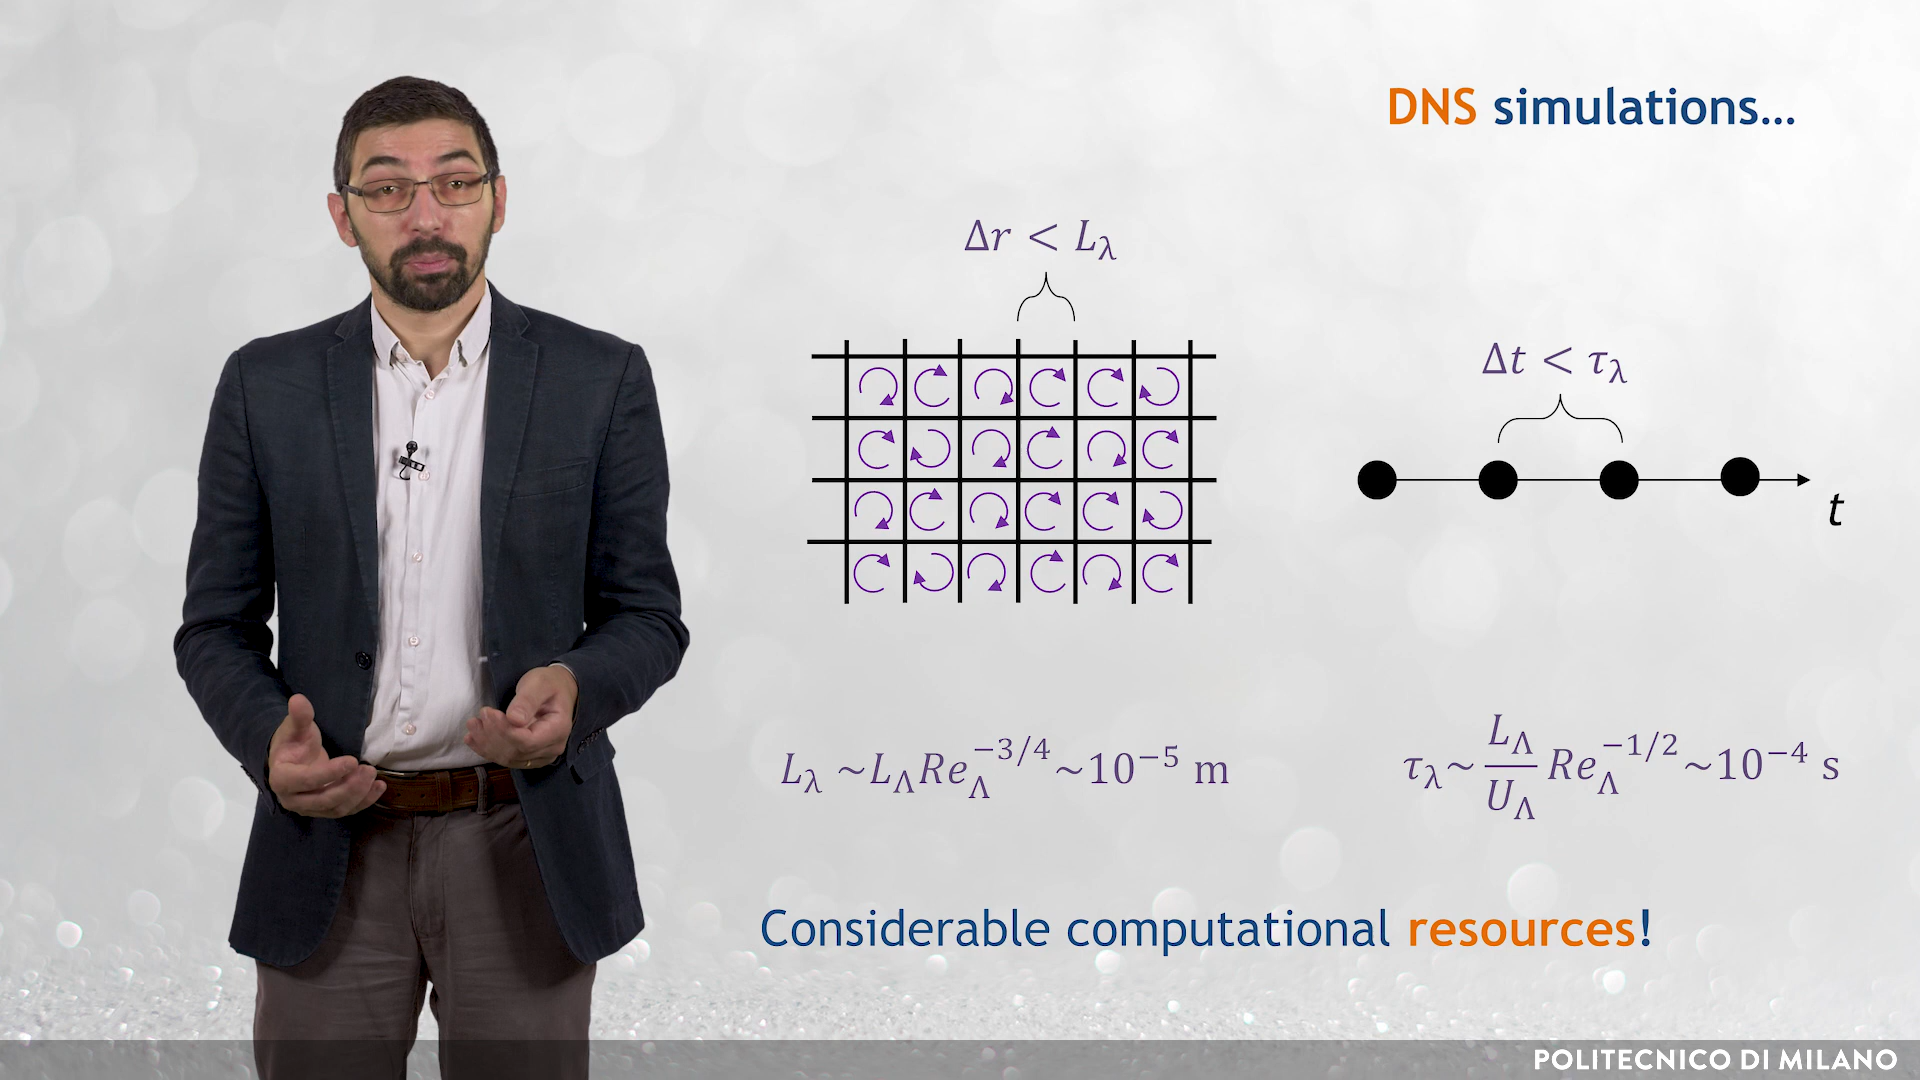 DNS simulations...
Δr < L_λ
Δt < τ_λ
t
L_λ ~L_Λ Re_Λ^{−3/4}~10^{−5} m
τ_λ~ L_Λ/U_Λ Re_Λ^{−1/2}~10^{−4} s
Considerable computational resources!
POLITECNICO DI MILANO